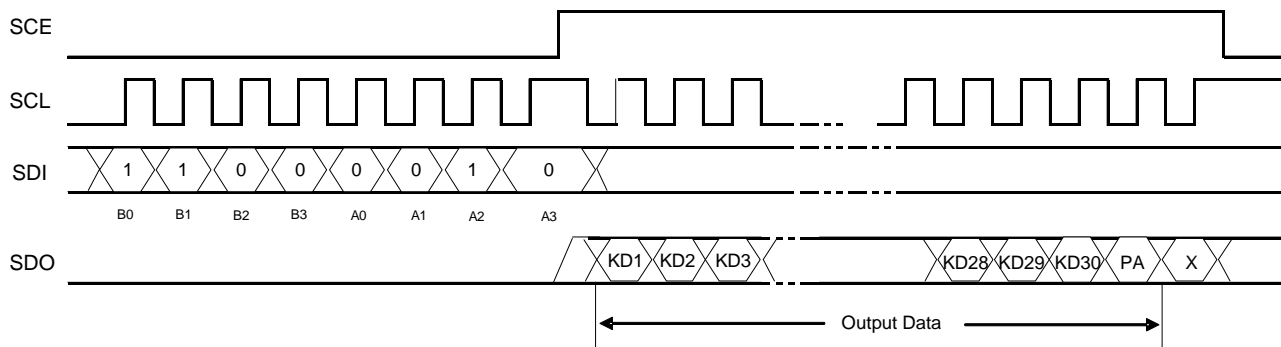 SCE
SCL
SDI 1 1 0 0 0 0 1 0
B0 B1 B2 B3 A0 A1 A2 A3
SDO KD1 KD2 KD3 KD28 KD29 KD30 PA X
Output Data